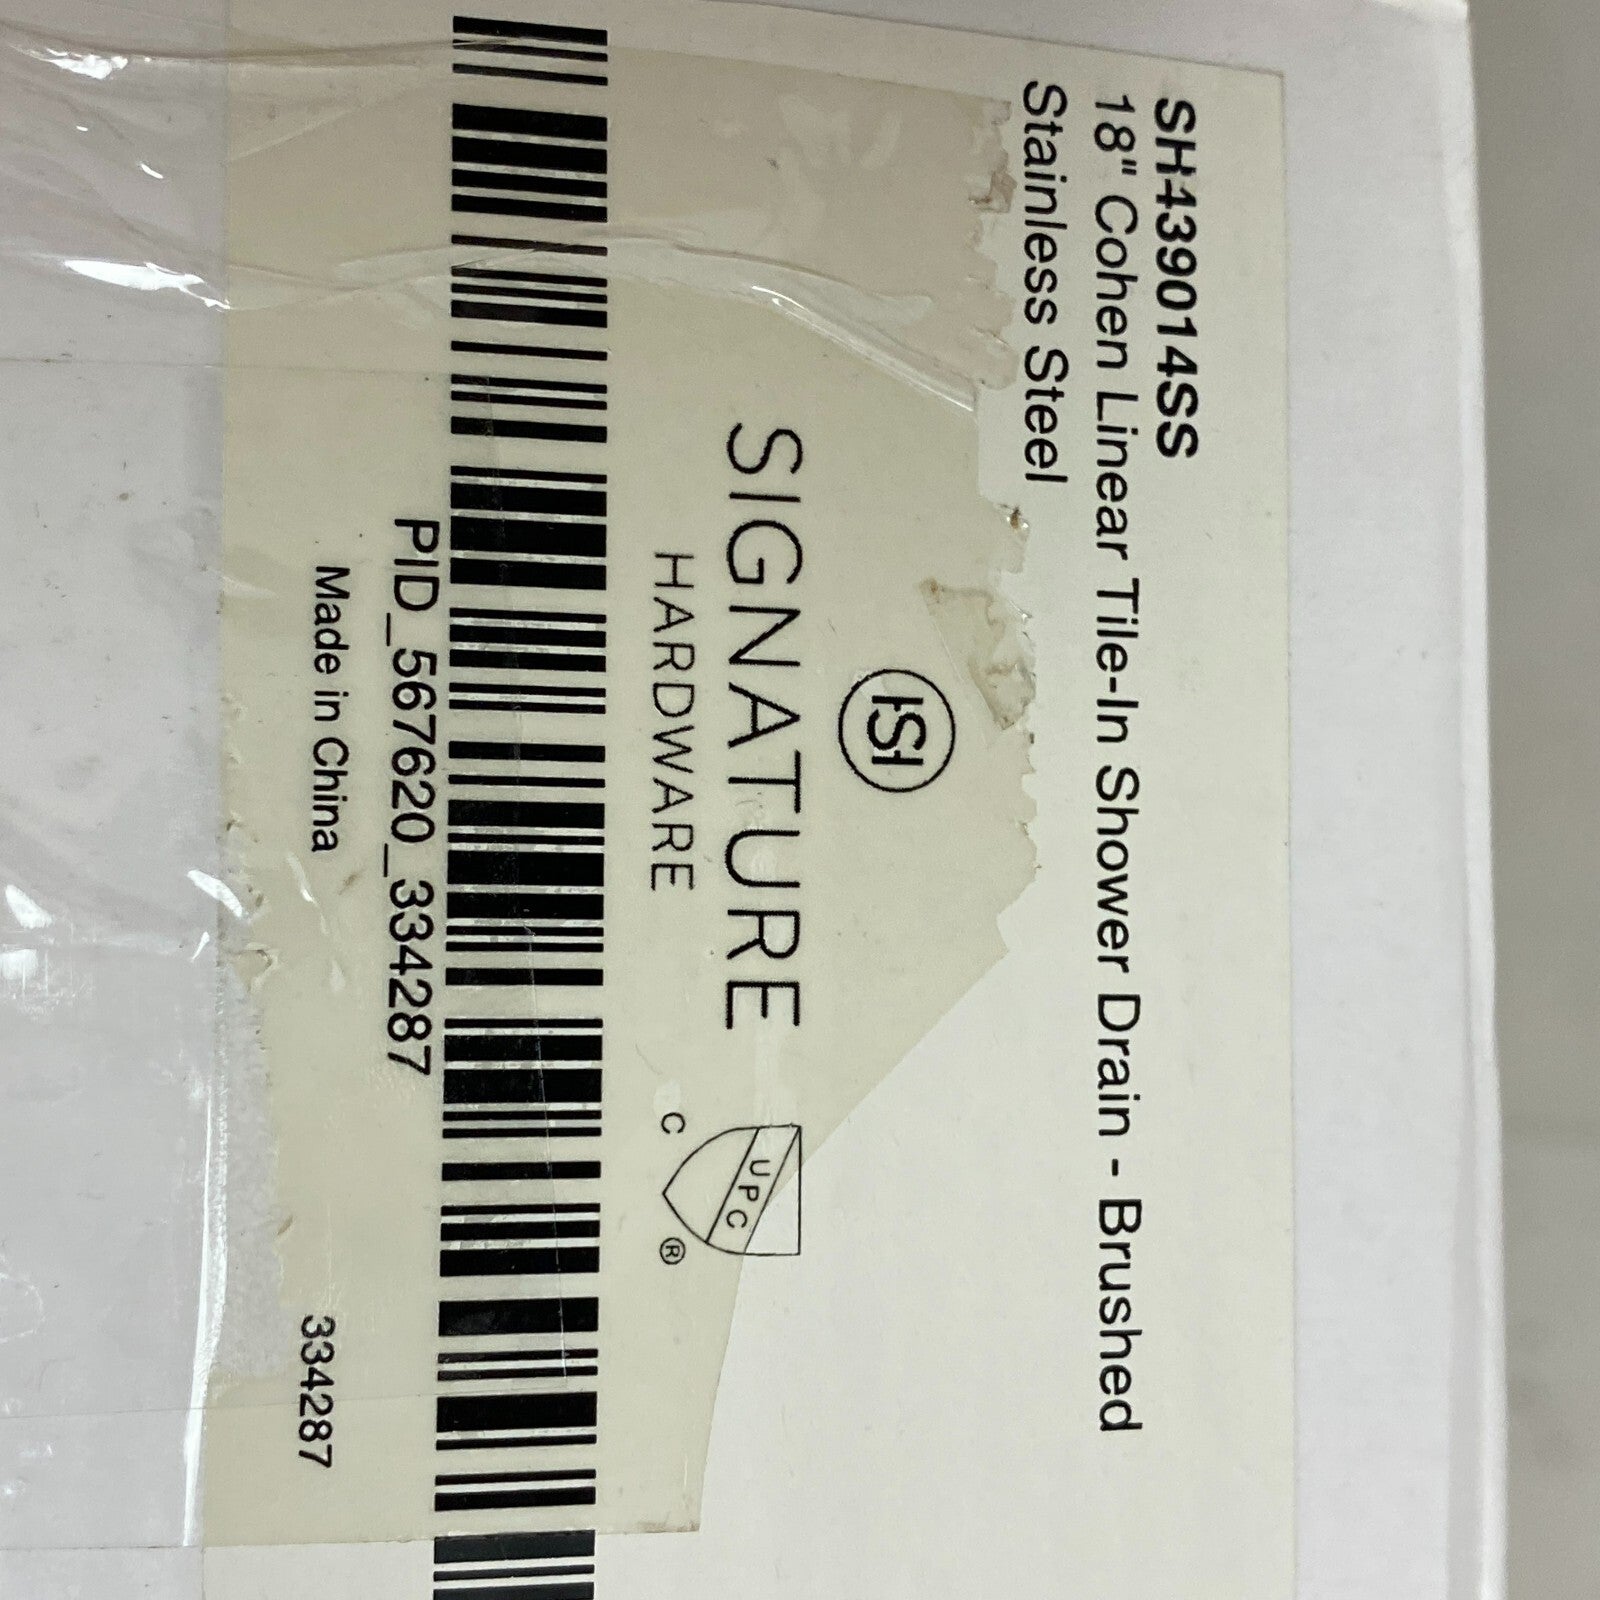 SH439014SS
18" Cohen Linear Tile-In Shower Drain - Brushed
Stainless Steel
SH
SIGNATURE
HARDWARE
UPC
C ®
PID_567620_334287
Made in China
334287